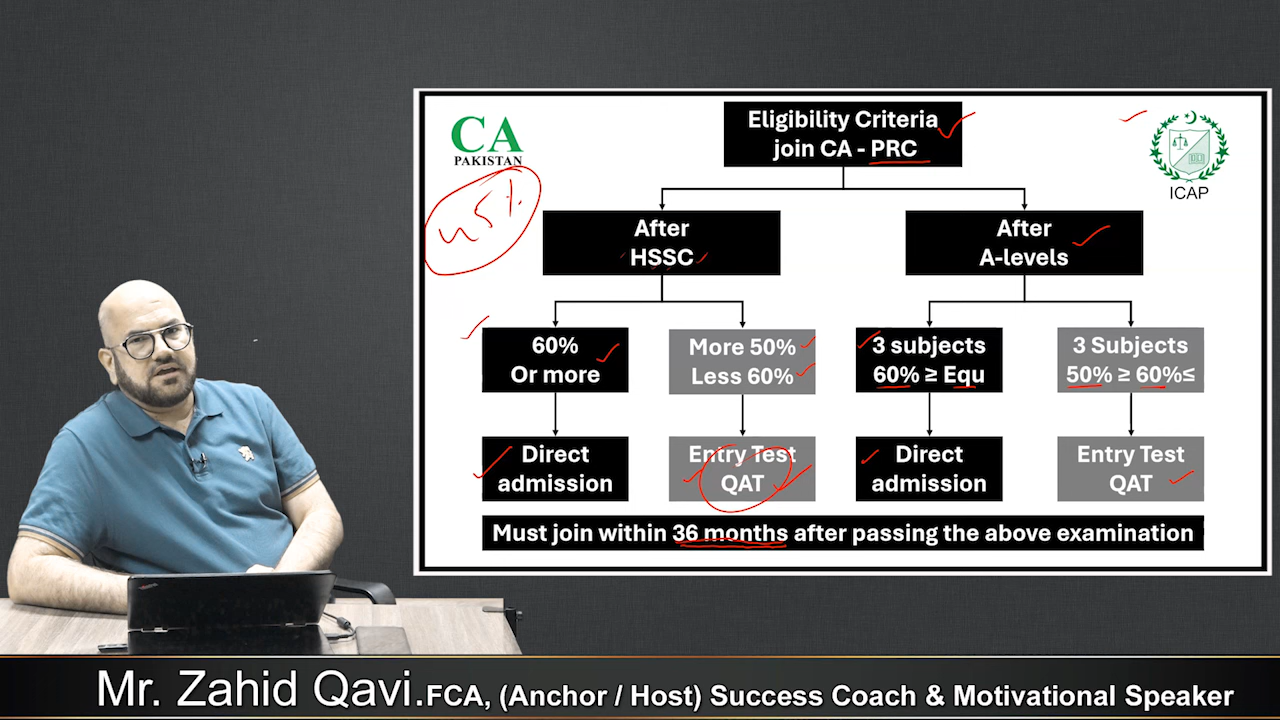 CA
PAKISTAN
Eligibility Criteria
join CA - PRC
ICAP
45%
After
HSSC
After
A-levels
60%
Or more
More 50%
Less 60%
3 subjects
60% ≥ Equ
3 Subjects
50% ≥ 60%≤
Direct
admission
Entry Test
QAT
Direct
admission
Entry Test
QAT
Must join within 36 months after passing the above examination
Mr. Zahid Qavi.FCA, (Anchor / Host) Success Coach & Motivational Speaker